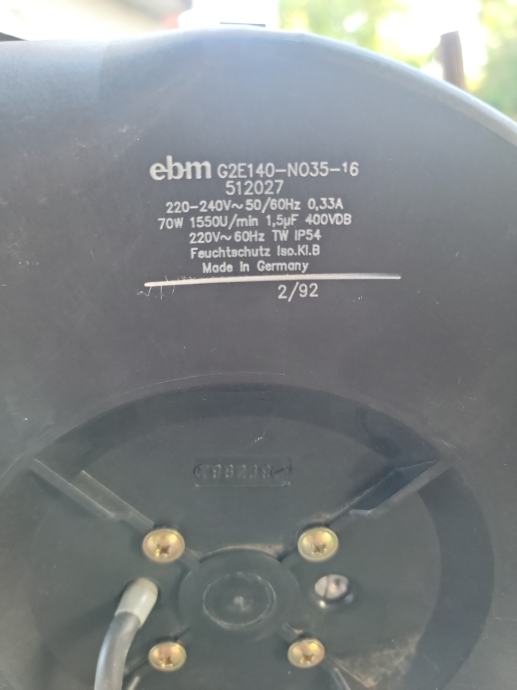 ebm G2E140-N035-16
512027
220-240V~50/60Hz 0,33A
70W 1550U/min 1,5µF 400VDB
220V~60Hz TW IP54
Feuchtschutz Iso.Kl.B
Made in Germany
2/92